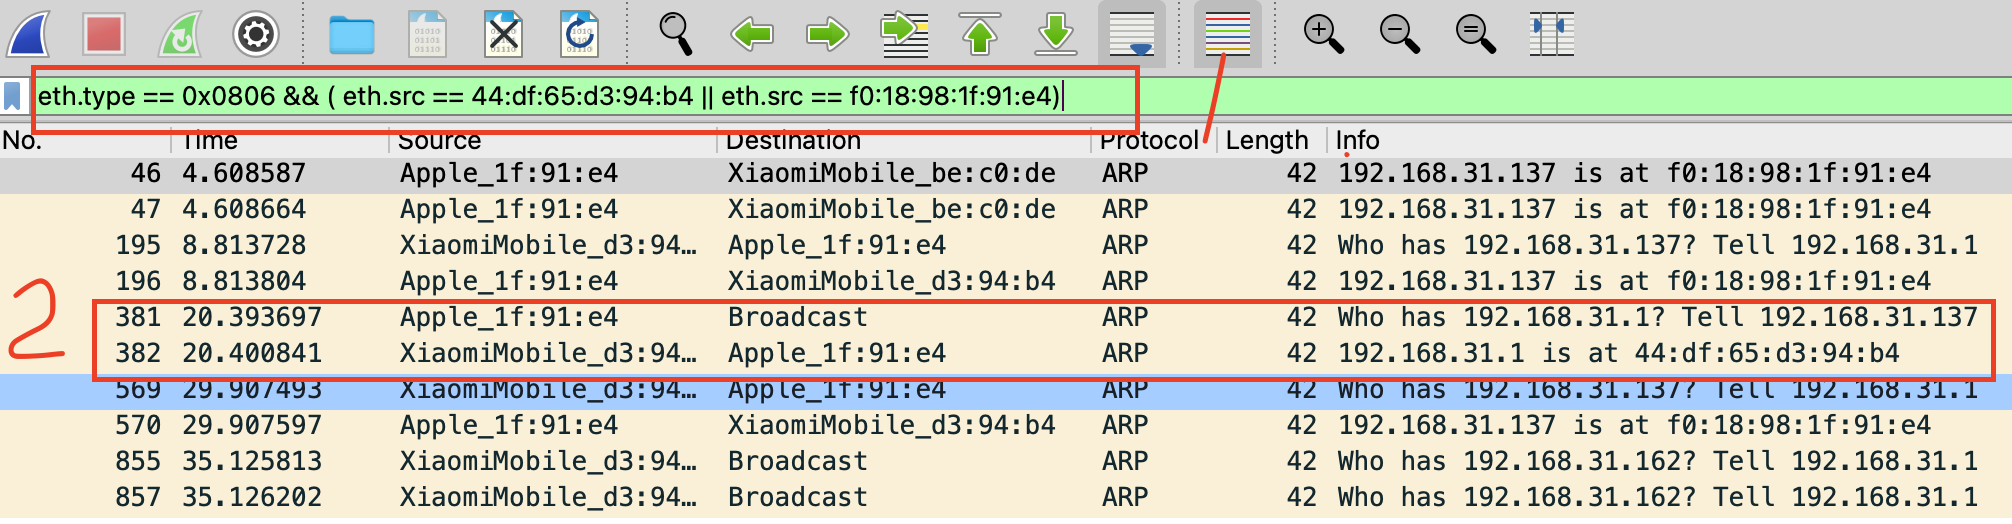 eth.type == 0x0806 && ( eth.src == 44:df:65:d3:94:b4 || eth.src == f0:18:98:1f:91:e4)
No. Time Source Destination Protocol Length Info
46 4.608587 Apple_1f:91:e4 XiaomiMobile_be:c0:de ARP 42 192.168.31.137 is at f0:18:98:1f:91:e4
47 4.608664 Apple_1f:91:e4 XiaomiMobile_be:c0:de ARP 42 192.168.31.137 is at f0:18:98:1f:91:e4
195 8.813728 XiaomiMobile_d3:94… Apple_1f:91:e4 ARP 42 Who has 192.168.31.137? Tell 192.168.31.1
196 8.813804 Apple_1f:91:e4 XiaomiMobile_d3:94:b4 ARP 42 192.168.31.137 is at f0:18:98:1f:91:e4
2
381 20.393697 Apple_1f:91:e4 Broadcast ARP 42 Who has 192.168.31.1? Tell 192.168.31.137
382 20.400841 XiaomiMobile_d3:94… Apple_1f:91:e4 ARP 42 192.168.31.1 is at 44:df:65:d3:94:b4
569 29.907493 XiaomiMobile_d3:94… Apple_1f:91:e4 ARP 42 Who has 192.168.31.137? Tell 192.168.31.1
570 29.907597 Apple_1f:91:e4 XiaomiMobile_d3:94:b4 ARP 42 192.168.31.137 is at f0:18:98:1f:91:e4
855 35.125813 XiaomiMobile_d3:94… Broadcast ARP 42 Who has 192.168.31.162? Tell 192.168.31.1
857 35.126202 XiaomiMobile_d3:94… Broadcast ARP 42 Who has 192.168.31.162? Tell 192.168.31.1